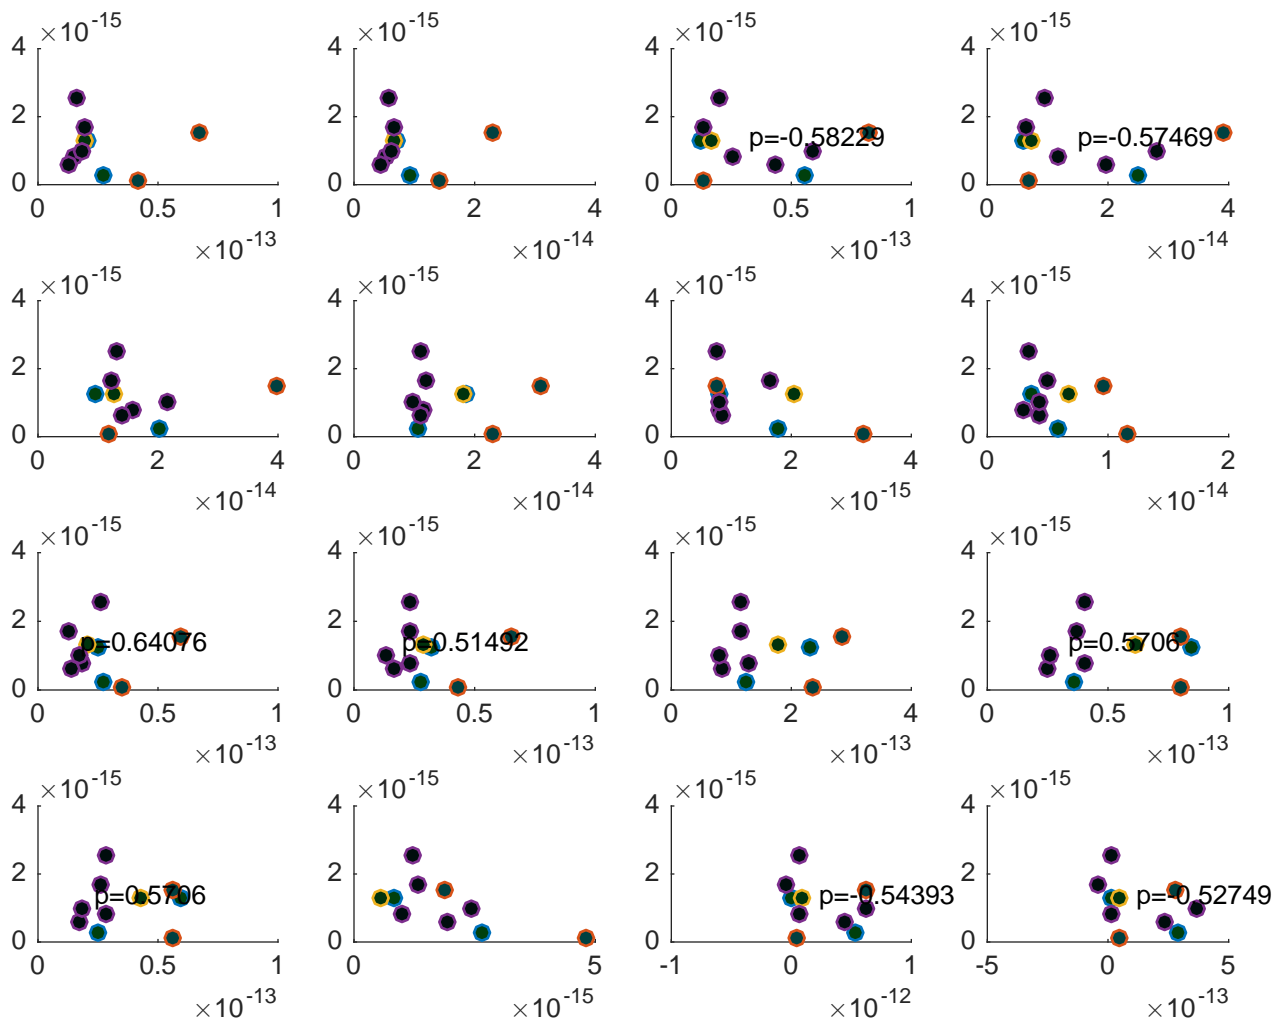 ×10-15 ×10-15 ×10-15 ×10-15
4 4 4 4
2 2 2 2
p=-0.58229 p=-0.57469
0 0 0 0
0 0.5 1 0 2 4 0 0.5 1 0 2 4
×10-13 ×10-14 ×10-13 ×10-14
×10-15 ×10-15 ×10-15 ×10-15
4 4 4 4
2 2 2 2
0 0 0 0
0 2 4 0 2 4 0 2 4 0 1 2
×10-14 ×10-14 ×10-15 ×10-14
×10-15 ×10-15 ×10-15 ×10-15
4 4 4 4
2 2 2 2
p=0.64076 p=0.51492 p=0.5706
0 0 0 0
0 0.5 1 0 0.5 1 0 2 4 0 0.5 1
×10-13 ×10-13 ×10-13 ×10-13
×10-15 ×10-15 ×10-15 ×10-15
4 4 4 4
2 2 2 2
p=0.5706 p=-0.54393 p=-0.52749
0 0 0 0
0 0.5 1 0 5 -1 0 1 -5 0 5
×10-13 ×10-15 ×10-12 ×10-13